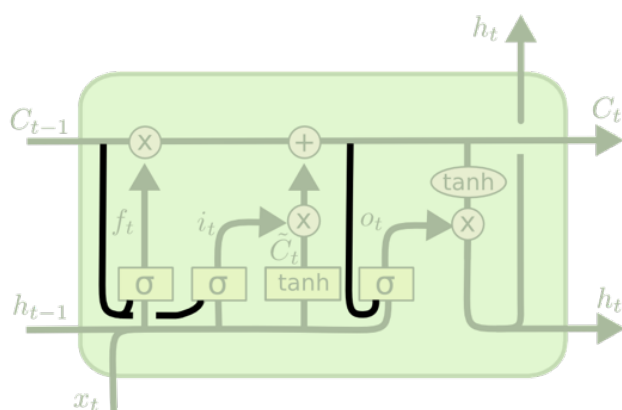 h_t
C_{t-1} x + C_t
tanh
f_t i_t x o_t x
C̃_t
σ σ tanh σ
h_{t-1} h_t
x_t